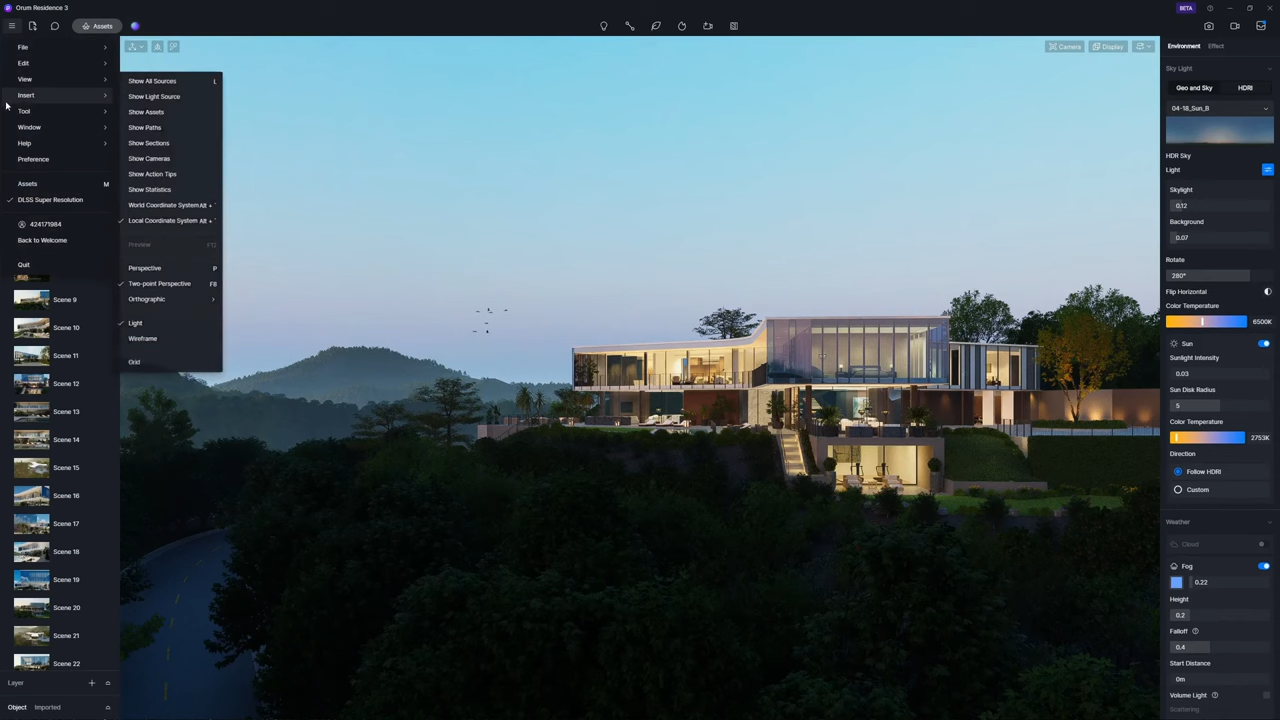 Orum Residence 3
BETA
Assets
File
Edit
View
Insert
Tool
Window
Help
Preference
Assets M
DLSS Super Resolution
424171984
Back to Welcome
Quit
Show All Sources L
Show Light Source
Show Assets
Show Paths
Show Sections
Show Cameras
Show Action Tips
Show Statistics
World Coordinate System Alt + `
Local Coordinate System Alt + `
Preview F12
Perspective P
Two-point Perspective F8
Orthographic
Light
Wireframe
Grid
Scene 9
Scene 10
Scene 11
Scene 12
Scene 13
Scene 14
Scene 15
Scene 16
Scene 17
Scene 18
Scene 19
Scene 20
Scene 21
Scene 22
Layer
Object Imported
Camera Display
Environment Effect
Sky Light
Geo and Sky HDRI
04-18_Sun_B
HDR Sky
Light
Skylight
0.12
Background
0.07
Rotate
280°
Flip Horizontal
Color Temperature
6500K
Sun
Sunlight Intensity
0.03
Sun Disk Radius
5
Color Temperature
2753K
Direction
Follow HDRI
Custom
Weather
Cloud
Fog
0.22
Height
0.2
Falloff
0.4
Start Distance
0m
Volume Light
Scattering